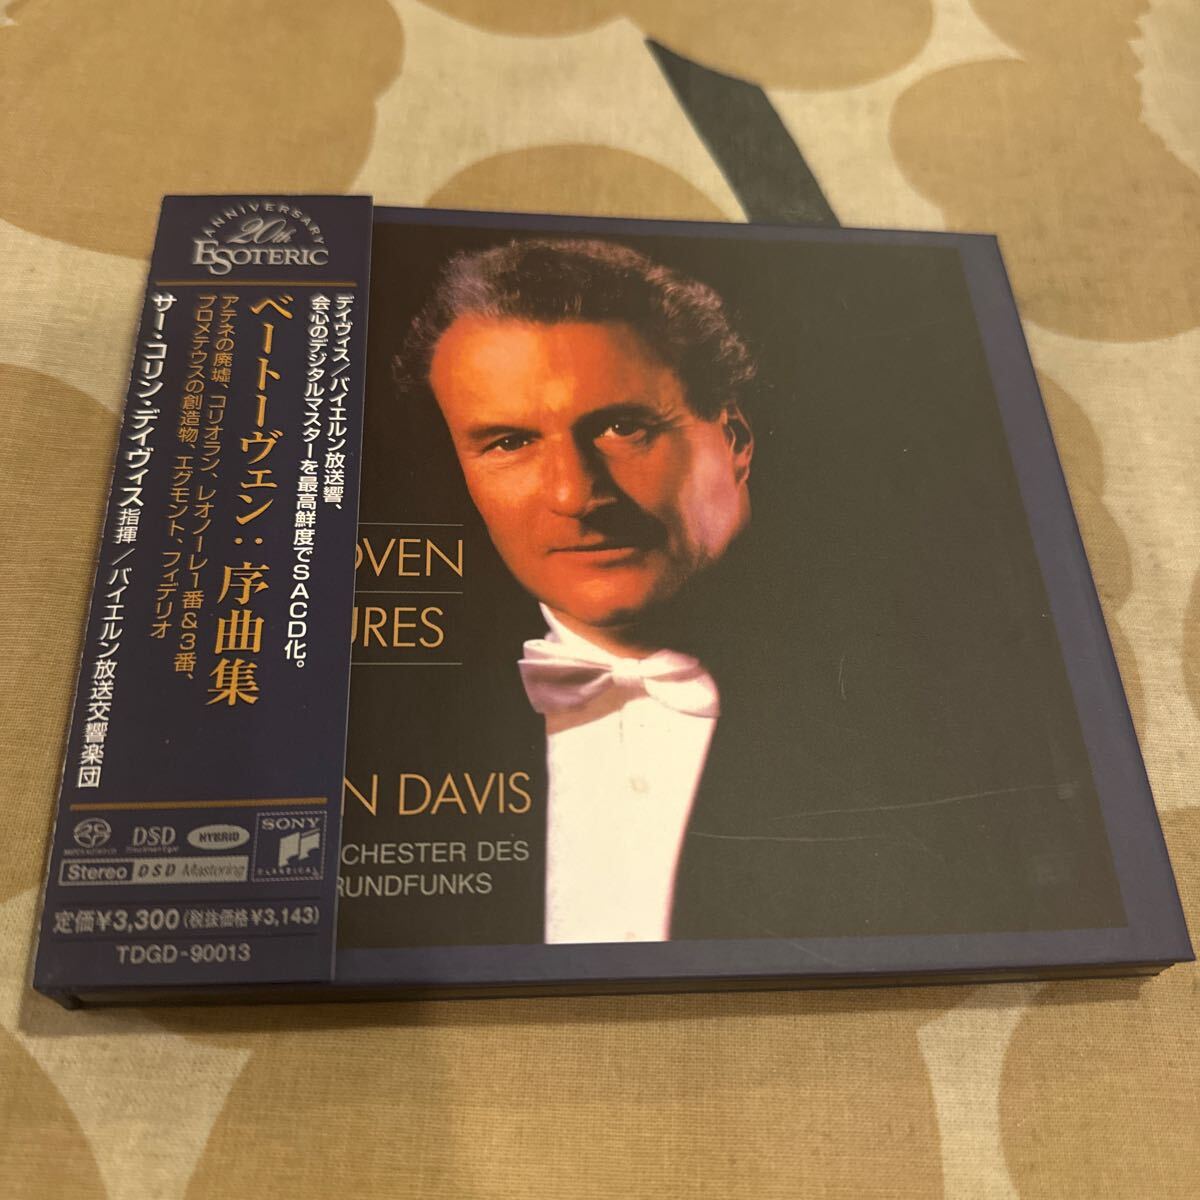 ANNIVERSARY
20th
ESOTERIC
デイヴィス/バイエルン放送響、
会心のデジタルマスターを最高鮮度でSACD化。
ベートーヴェン:序曲集
アテネの廃墟、コリオラン、レオノーレ1番&3番、
プロメテウスの創造物、エグモント、フィデリオ
サー・コリン・デイヴィス指揮/バイエルン放送交響楽団
OVEN
URES
N DAVIS
CHESTER DES
RUNDFUNKS
DSD
HYBRID
SONY
CLASSICAL
Stereo DSD Mastering
定価¥3,300(税抜価格¥3,143)
TDGD-90013